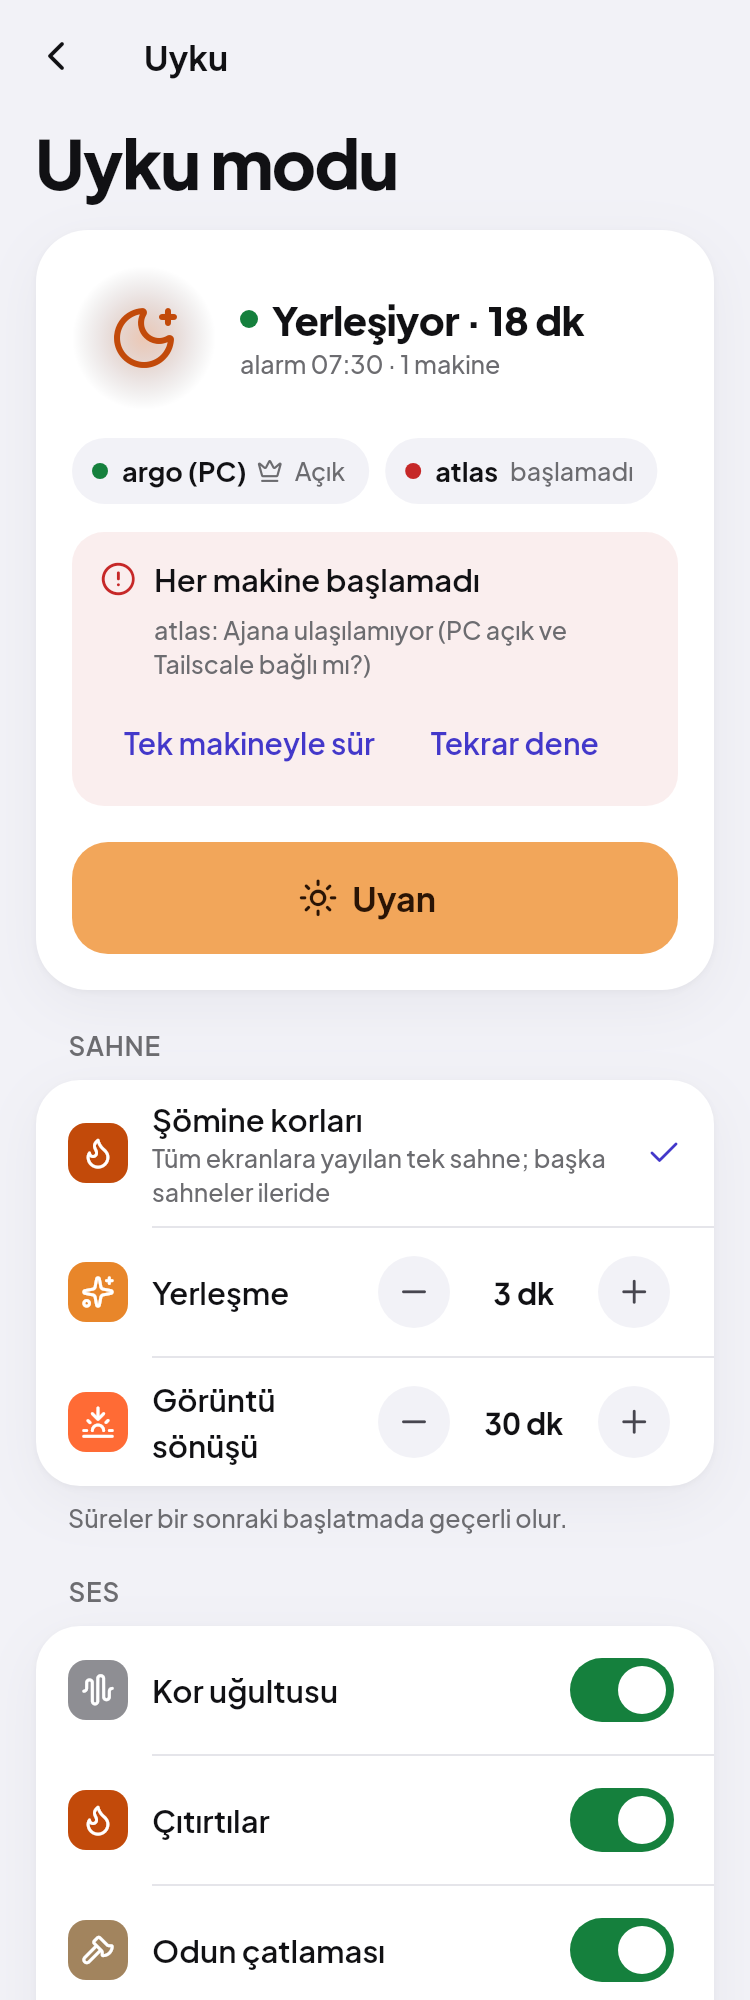 Uyku
Uyku modu
Yerleşiyor · 18 dk
alarm 07:30 · 1 makine
argo (PC) Açık
atlas başlamadı
Her makine başlamadı
atlas: Ajana ulaşılamıyor (PC açık ve
Tailscale bağlı mı?)
Tek makineyle sür
Tekrar dene
Uyan
SAHNE
Şömine korları
Tüm ekranlara yayılan tek sahne; başka
sahneler ileride
Yerleşme
3 dk
Görüntü
sönüşü
30 dk
Süreler bir sonraki başlatmada geçerli olur.
SES
Kor uğultusu
Çıtırtılar
Odun çatlaması